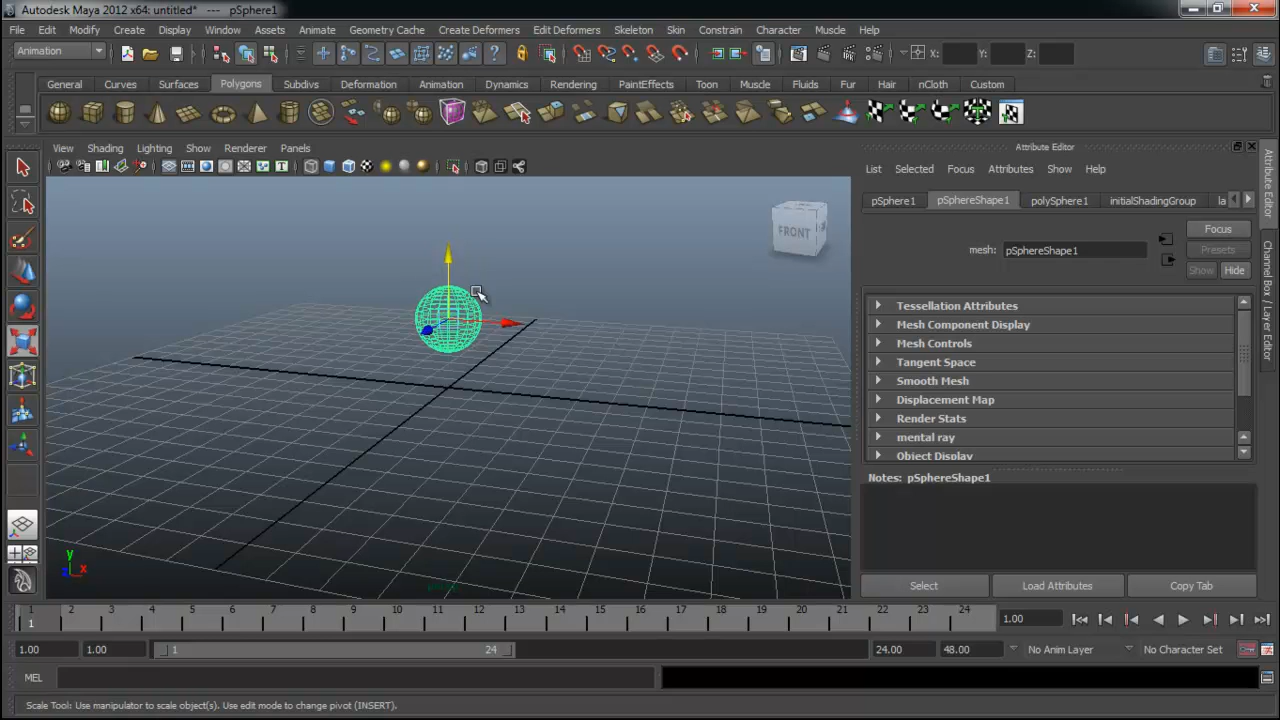 Autodesk Maya 2012 x64: untitled* --- pSphere1
File Edit Modify Create Display Window Assets Animate Geometry Cache Create Deformers Edit Deformers Skeleton Skin Constrain Character Muscle Help
Animation X: Y: Z:
General Curves Surfaces Polygons Subdivs Deformation Animation Dynamics Rendering PaintEffects Toon Muscle Fluids Fur Hair nCloth Custom
View Shading Lighting Show Renderer Panels
Attribute Editor
List Selected Focus Attributes Show Help
pSphere1 pSphereShape1 polySphere1 initialShadingGroup la
Focus
mesh: pSphereShape1
Presets
Show Hide
FRONT
Tessellation Attributes
Mesh Component Display
Mesh Controls
Tangent Space
Smooth Mesh
Displacement Map
Render Stats
mental ray
Object Display
Notes: pSphereShape1
Select Load Attributes Copy Tab
Attribute Editor
Channel Box / Layer Editor
y
z x
1 2 3 4 5 6 7 8 9 10 11 12 13 14 15 16 17 18 19 20 21 22 23 24
1 1.00
1.00 1.00 1 24 24.00 48.00 No Anim Layer No Character Set
MEL
Scale Tool: Use manipulator to scale object(s). Use edit mode to change pivot (INSERT).